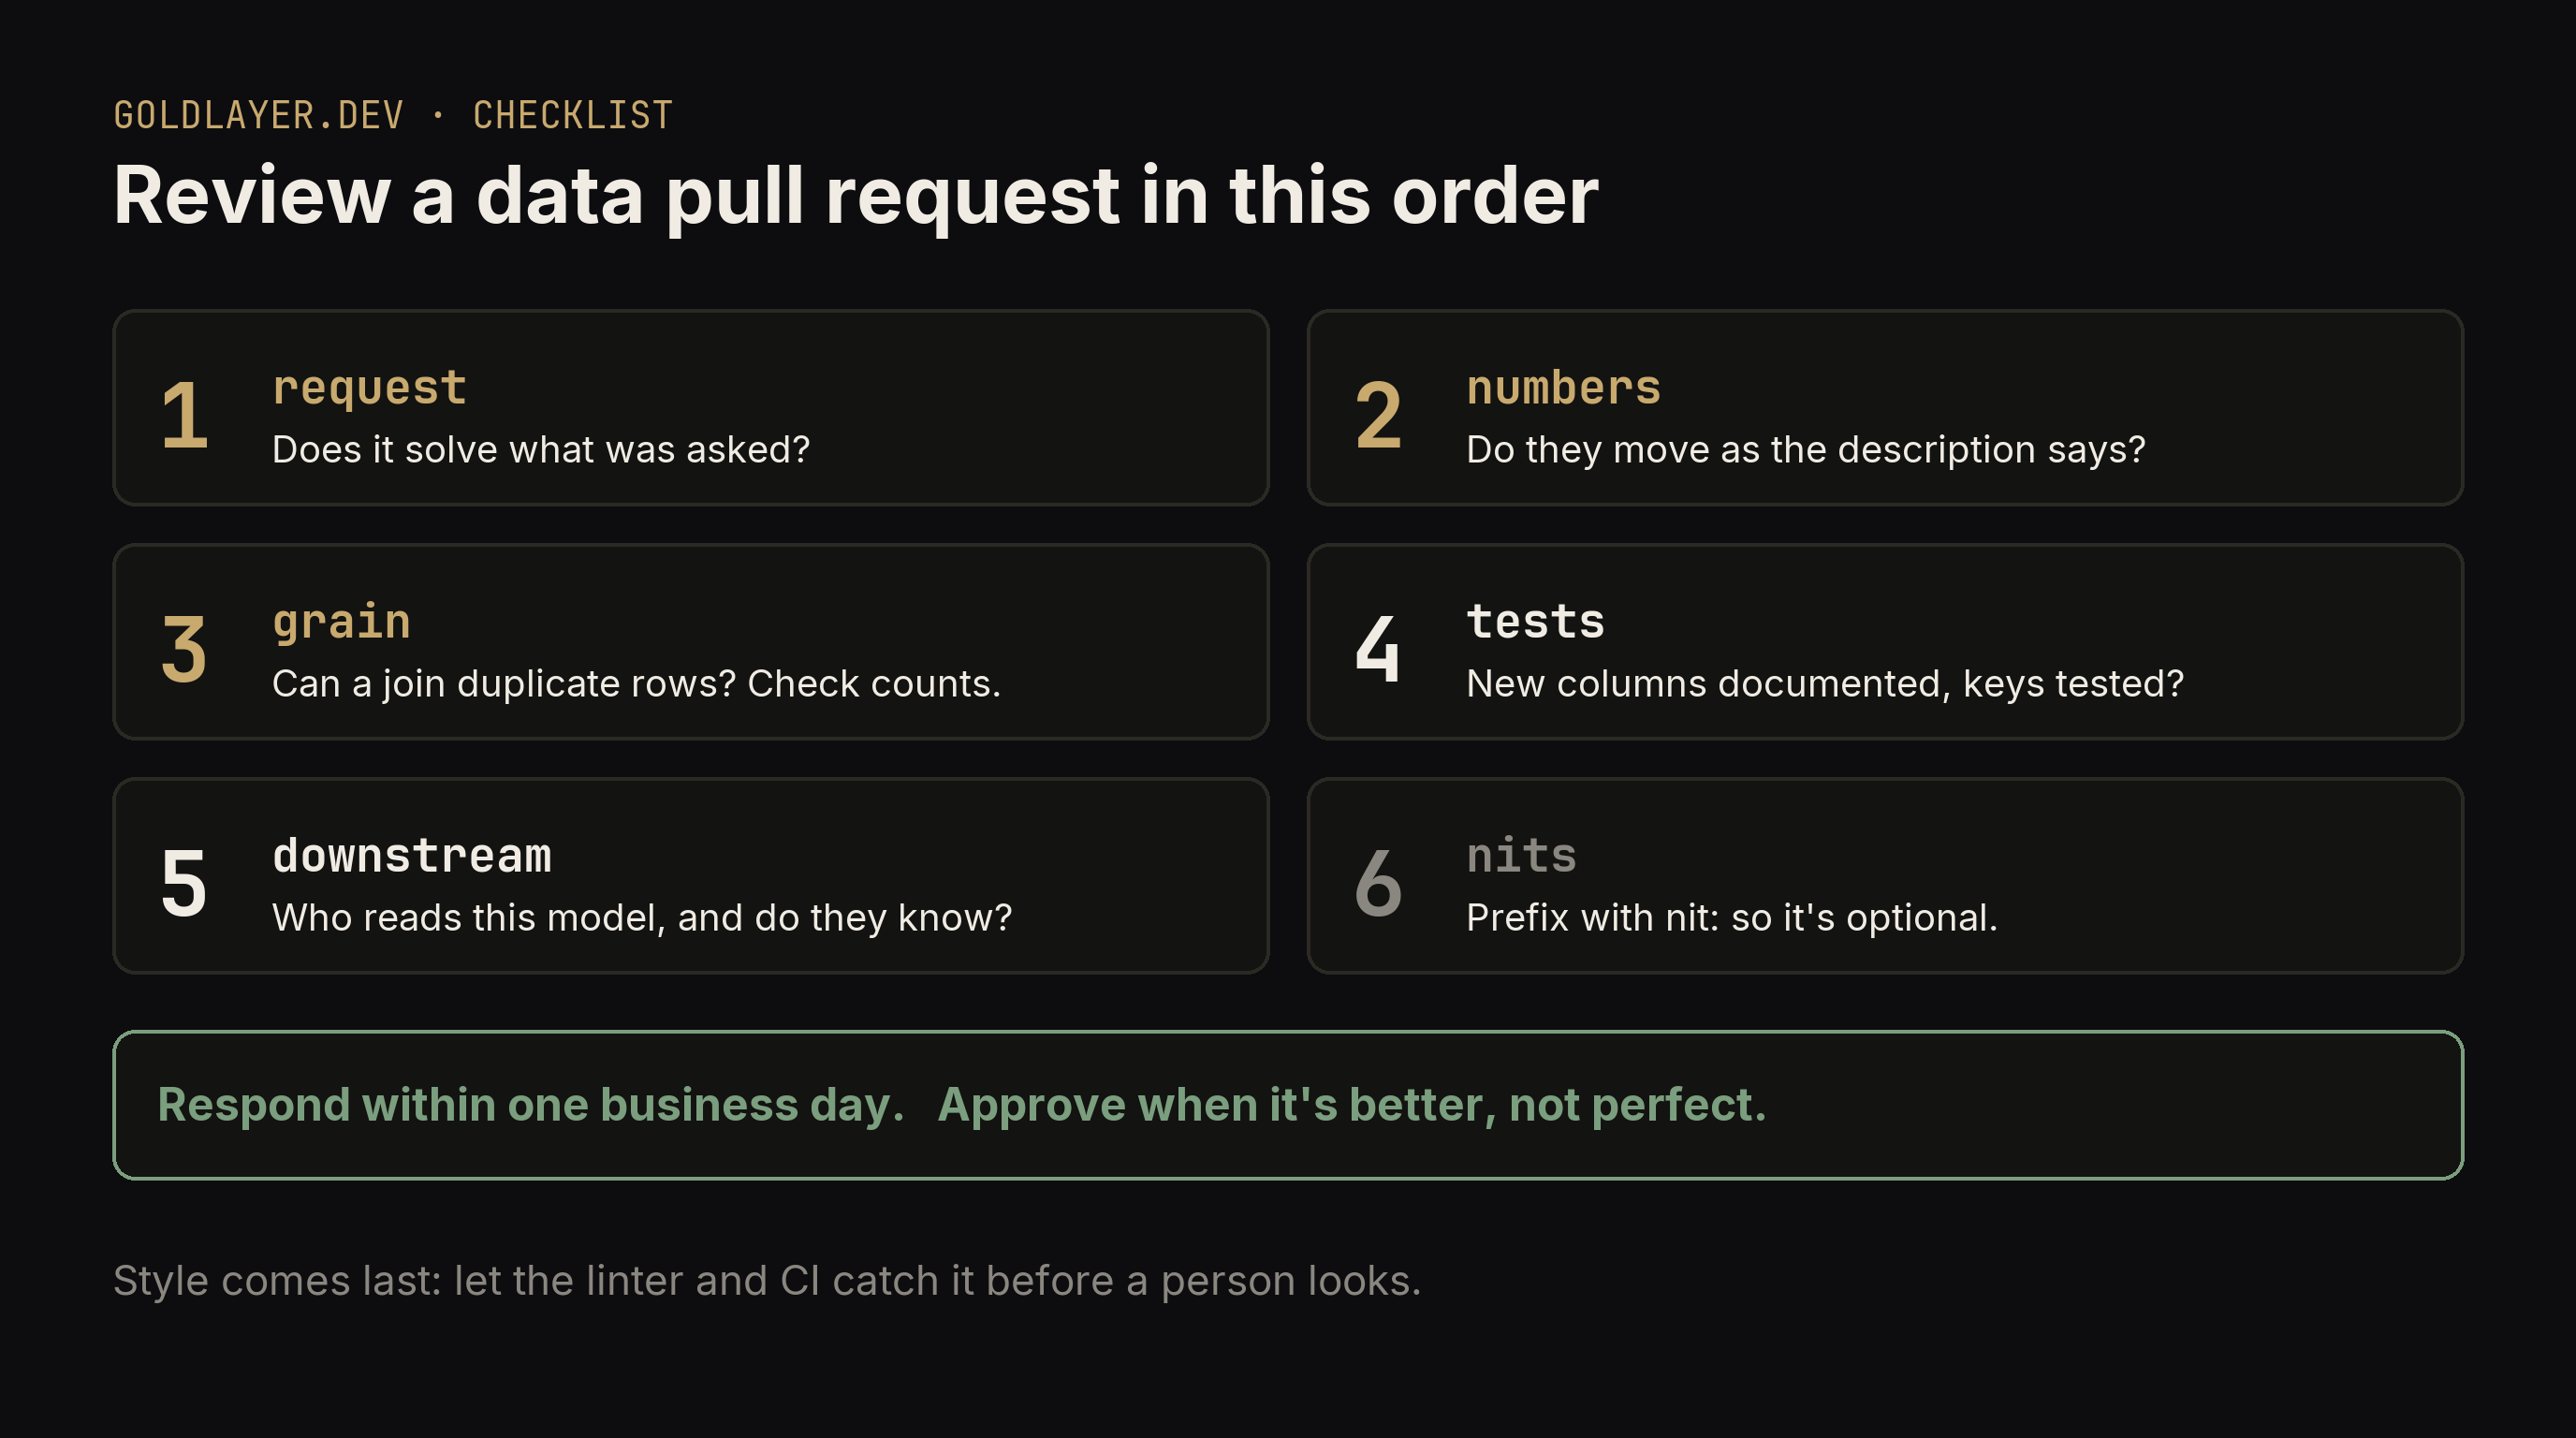 GOLDLAYER.DEV · CHECKLIST
Review a data pull request in this order
1
request
Does it solve what was asked?
2
numbers
Do they move as the description says?
3
grain
Can a join duplicate rows? Check counts.
4
tests
New columns documented, keys tested?
5
downstream
Who reads this model, and do they know?
6
nits
Prefix with nit: so it's optional.
Respond within one business day. Approve when it's better, not perfect.
Style comes last: let the linter and CI catch it before a person looks.